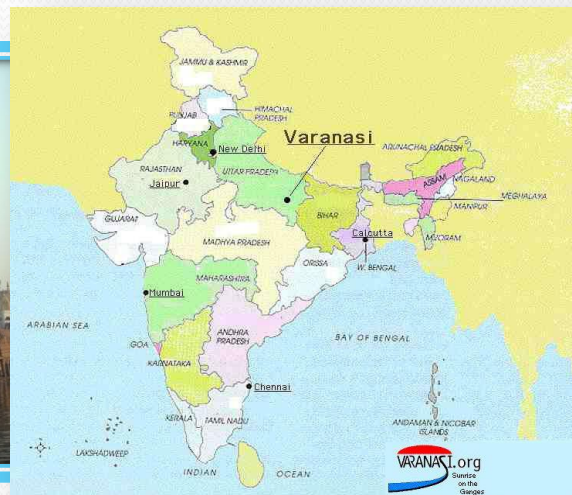 JAMMU & KASHMIR
HIMACHAL
PRADESH
PUNJAB
HARYANA
New Delhi
Varanasi
ARUNACHAL PRADESH
ASSAM
NAGALAND
MEGHALAYA
MANIPUR
MIZORAM
RAJASTHAN
Jaipur
UTTAR PRADESH
BIHAR
GUJARAT
MADHYA PRADESH
Calcutta
W. BENGAL
ORISSA
MAHARASHTRA
Mumbai
ARABIAN SEA
ANDHRA
PRADESH
BAY OF BENGAL
GOA
KARNATAKA
Chennai
KERALA
TAMIL NADU
LAKSHADWEEP
ANDAMAN & NICOBAR
ISLANDS
INDIAN OCEAN
VARANASI.org
Sunrise
on the
Ganges